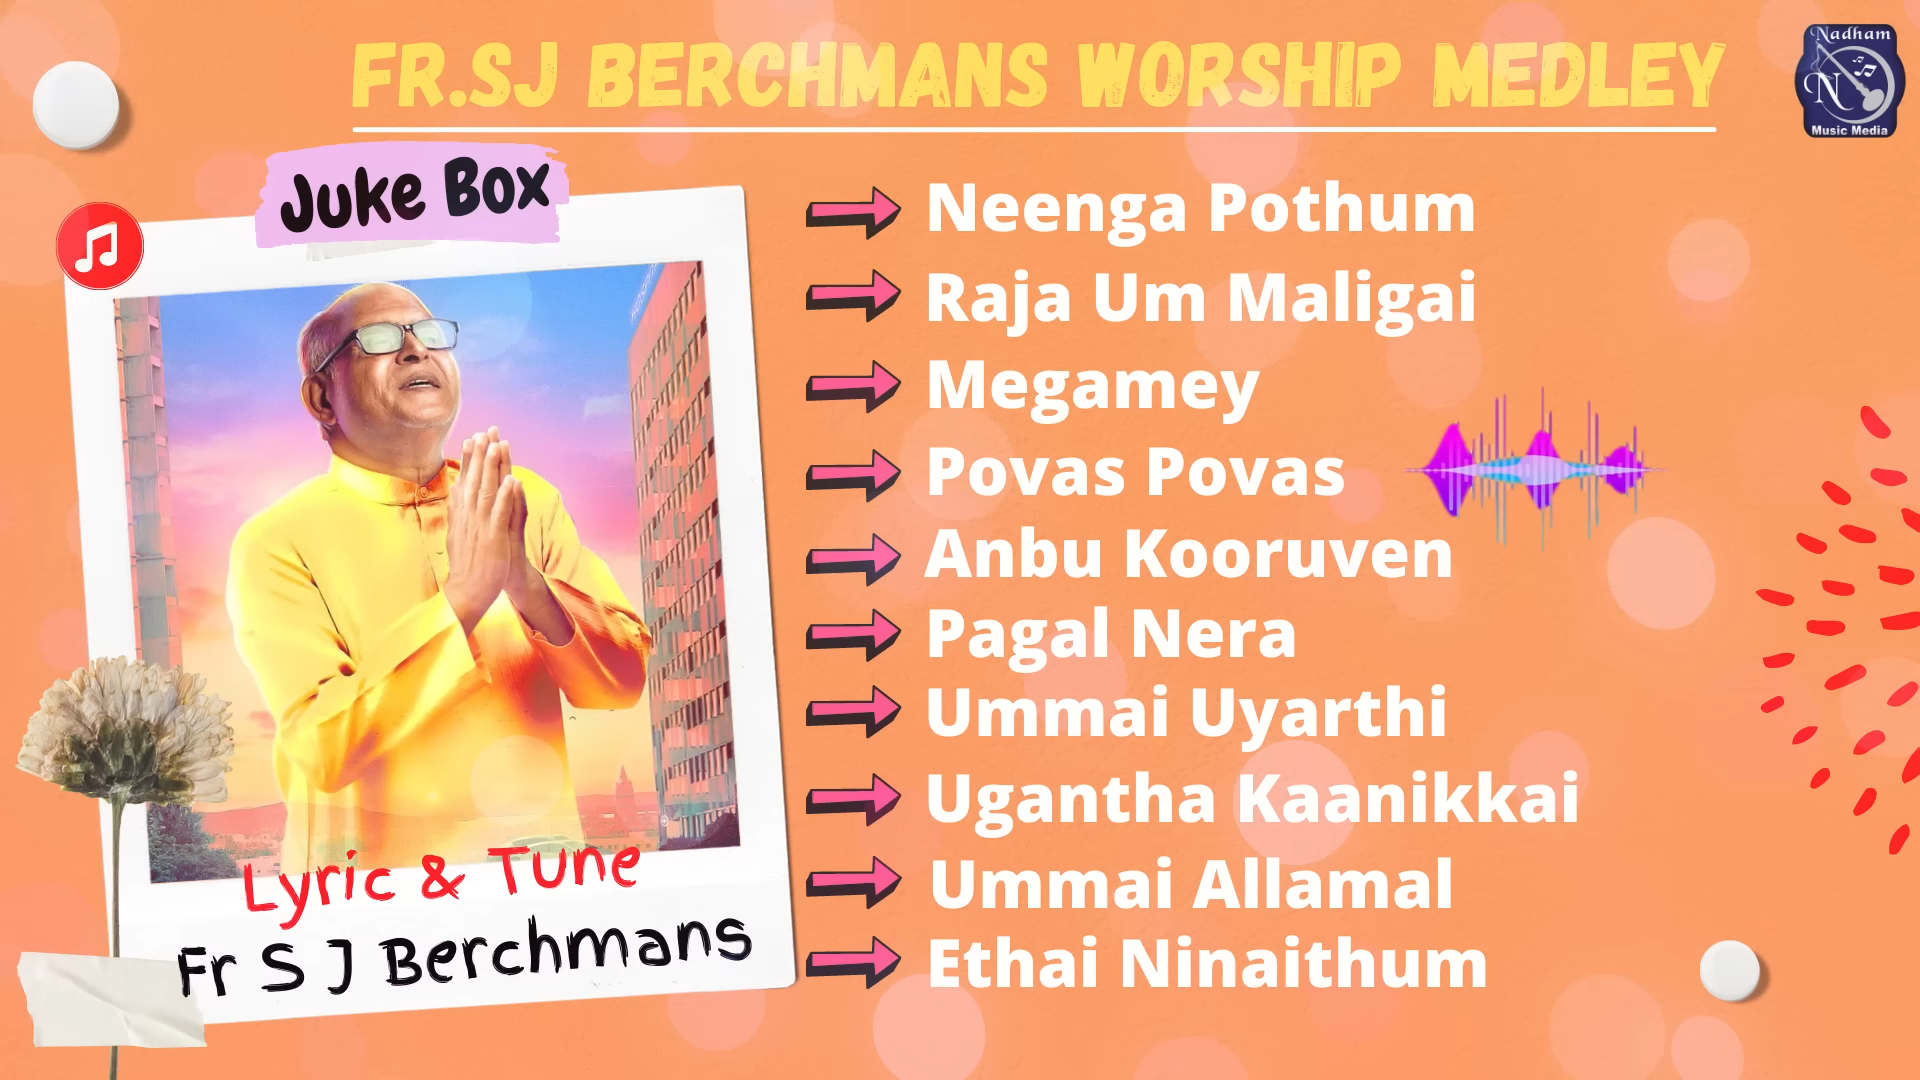 FR.SJ BERCHMANS WORSHIP MEDLEY
Nadham
N
Music Media
Juke Box
Neenga Pothum
Raja Um Maligai
Megamey
Povas Povas
Anbu Kooruven
Pagal Nera
Ummai Uyarthi
Ugantha Kaanikkai
Ummai Allamal
Ethai Ninaithum
Lyric & Tune
Fr S J Berchmans